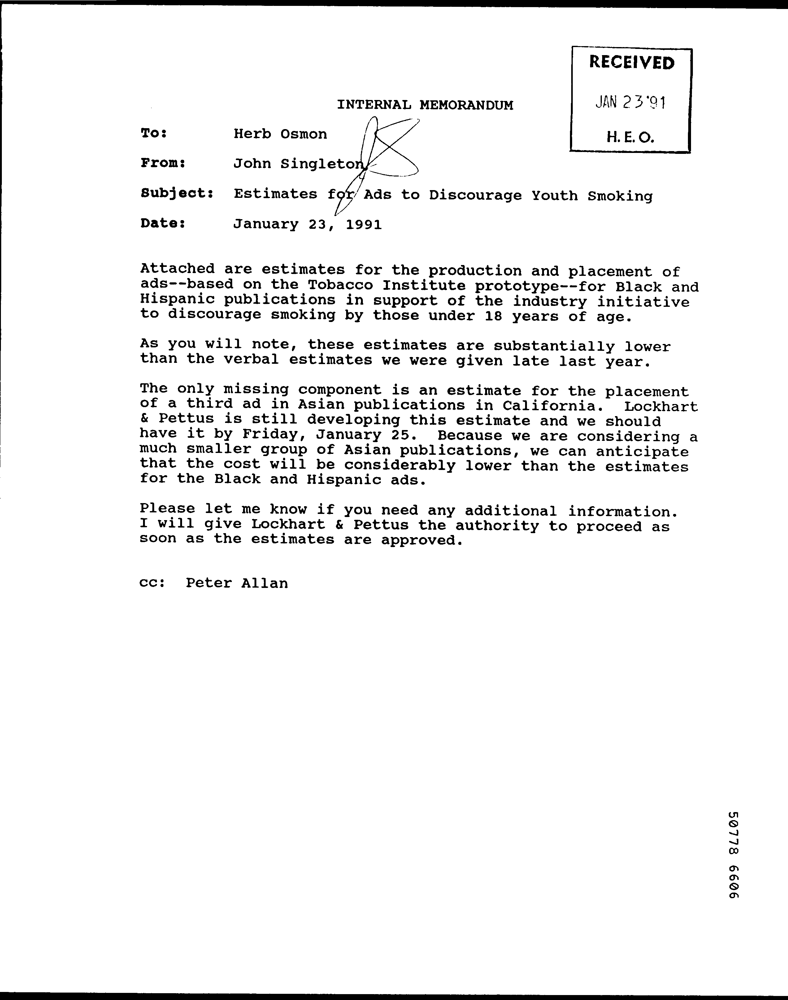 RECEIVED
JAN 23'91
H. E. O.
INTERNAL MEMORANDUM
To: Herb Osmon
From: John Singleton
Subject: Estimates for Ads to Discourage Youth Smoking
Date: January 23, 1991
Attached are estimates for the production and placement of
ads--based on the Tobacco Institute prototype--for Black and
Hispanic publications in support of the industry initiative
to discourage smoking by those under 18 years of age.
As you will note, these estimates are substantially lower
than the verbal estimates we were given late last year.
The only missing component is an estimate for the placement
of a third ad in Asian publications in California. Lockhart
& Pettus is still developing this estimate and we should
have it by Friday, January 25. Because we are considering a
much smaller group of Asian publications, we can anticipate
that the cost will be considerably lower than the estimates
for the Black and Hispanic ads.
Please let me know if you need any additional information.
I will give Lockhart & Pettus the authority to proceed as
soon as the estimates are approved.
cc: Peter Allan
50778 6606